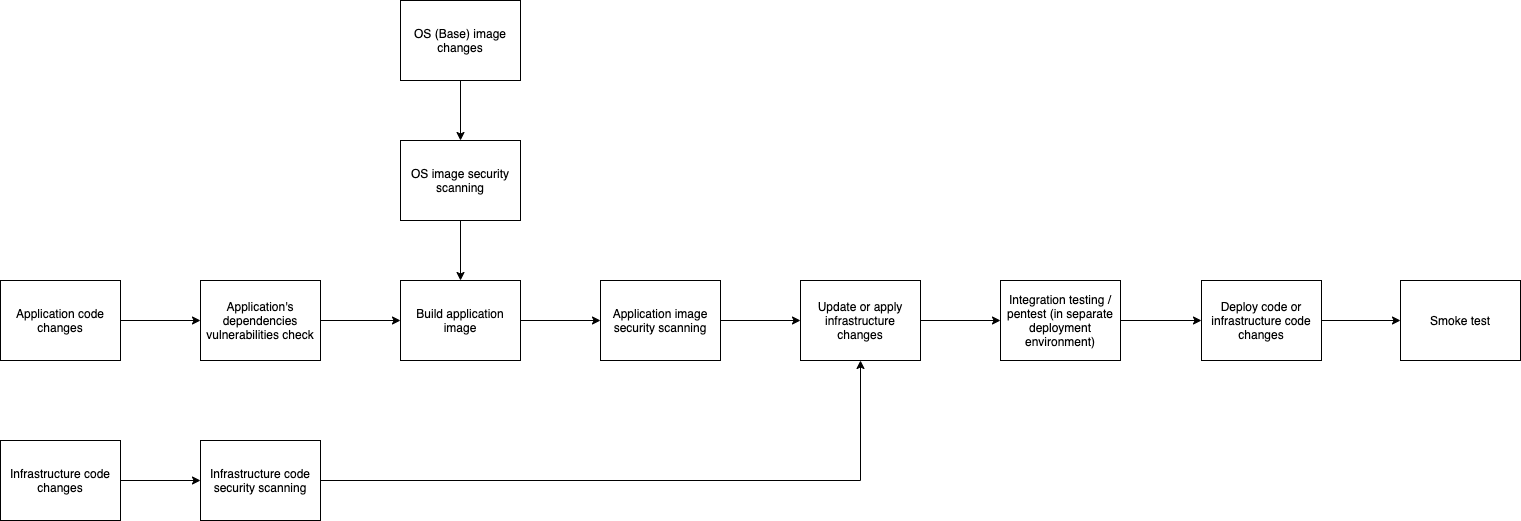 OS (Base) image
changes
OS image security
scanning
Application code
changes
Application's
dependencies
vulnerabilities check
Build application
image
Application image
security scanning
Update or apply
infrastructure
changes
Integration testing /
pentest (in separate
deployment
environment)
Deploy code or
infrastructure code
changes
Smoke test
Infrastructure code
changes
Infrastructure code
security scanning